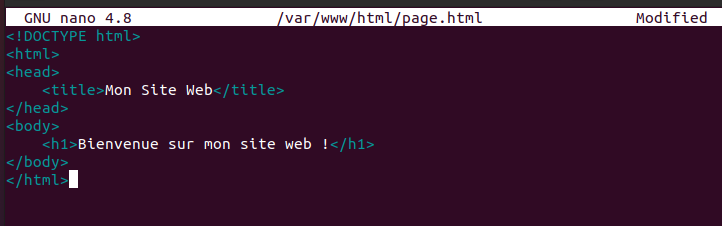 GNU nano 4.8 /var/www/html/page.html Modified
<!DOCTYPE html>
<html>
<head>
    <title>Mon Site Web</title>
</head>
<body>
    <h1>Bienvenue sur mon site web !</h1>
</body>
</html>